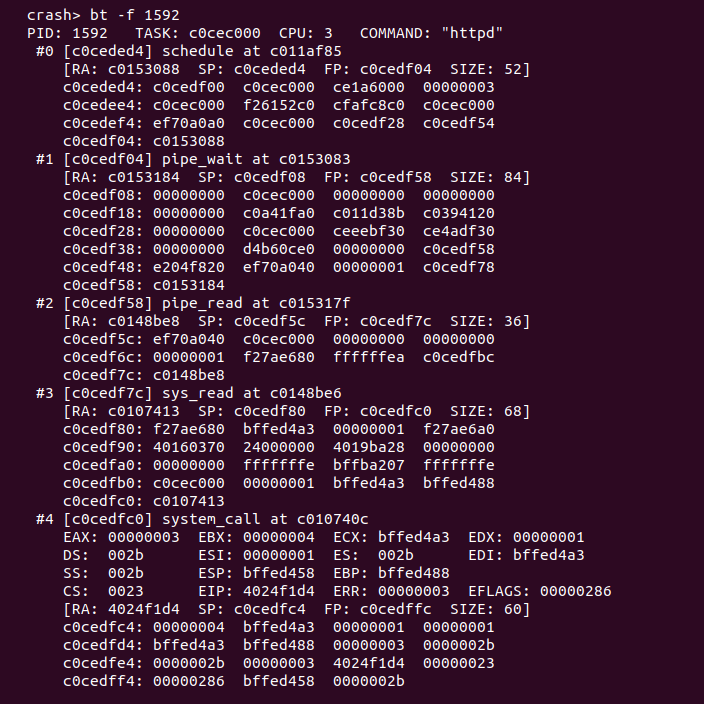 crash> bt -f 1592
PID: 1592   TASK: c0cec000  CPU: 3   COMMAND: "httpd"
 #0 [c0ceded4] schedule at c011af85
    [RA: c0153088  SP: c0ceded4  FP: c0cedf04  SIZE: 52]
    c0ceded4: c0cedf00  c0cec000  ce1a6000  00000003
    c0cedee4: c0cec000  f26152c0  cfafc8c0  c0cec000
    c0cedef4: ef70a0a0  c0cec000  c0cedf28  c0cedf54
    c0cedf04: c0153088
 #1 [c0cedf04] pipe_wait at c0153083
    [RA: c0153184  SP: c0cedf08  FP: c0cedf58  SIZE: 84]
    c0cedf08: 00000000  c0cec000  00000000  00000000
    c0cedf18: 00000000  c0a41fa0  c011d38b  c0394120
    c0cedf28: 00000000  c0cec000  ceeebf30  ce4adf30
    c0cedf38: 00000000  d4b60ce0  00000000  c0cedf58
    c0cedf48: e204f820  ef70a040  00000001  c0cedf78
    c0cedf58: c0153184
 #2 [c0cedf58] pipe_read at c015317f
    [RA: c0148be8  SP: c0cedf5c  FP: c0cedf7c  SIZE: 36]
    c0cedf5c: ef70a040  c0cec000  00000000  00000000
    c0cedf6c: 00000001  f27ae680  ffffffea  c0cedfbc
    c0cedf7c: c0148be8
 #3 [c0cedf7c] sys_read at c0148be6
    [RA: c0107413  SP: c0cedf80  FP: c0cedfc0  SIZE: 68]
    c0cedf80: f27ae680  bffed4a3  00000001  f27ae6a0
    c0cedf90: 40160370  24000000  4019ba28  00000000
    c0cedfa0: 00000000  fffffffe  bffba207  fffffffe
    c0cedfb0: c0cec000  00000001  bffed4a3  bffed488
    c0cedfc0: c0107413
 #4 [c0cedfc0] system_call at c010740c
    EAX: 00000003  EBX: 00000004  ECX: bffed4a3  EDX: 00000001
    DS:  002b      ESI: 00000001  ES:  002b      EDI: bffed4a3
    SS:  002b      ESP: bffed458  EBP: bffed488
    CS:  0023      EIP: 4024f1d4  ERR: 00000003  EFLAGS: 00000286
    [RA: 4024f1d4  SP: c0cedfc4  FP: c0cedffc  SIZE: 60]
    c0cedfc4: 00000004  bffed4a3  00000001  00000001
    c0cedfd4: bffed4a3  bffed488  00000003  0000002b
    c0cedfe4: 0000002b  00000003  4024f1d4  00000023
    c0cedff4: 00000286  bffed458  0000002b